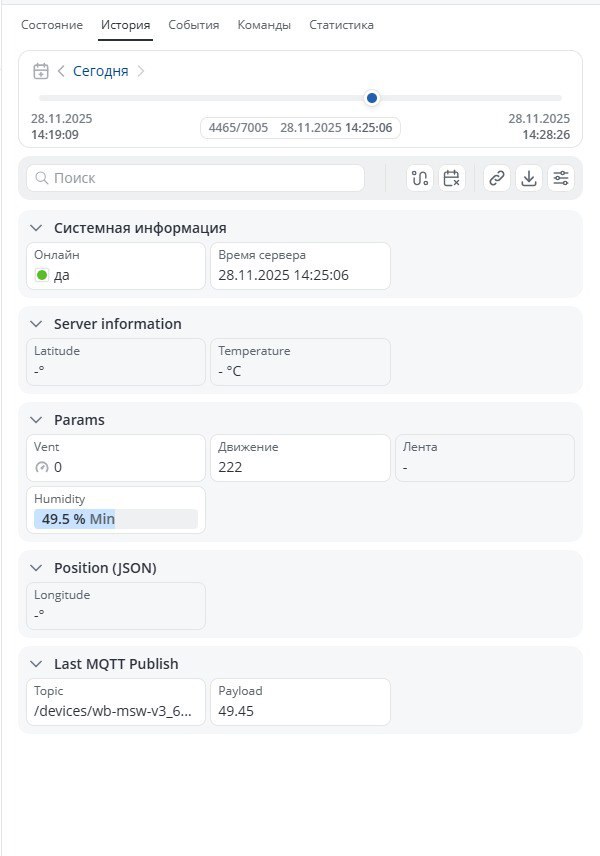 Состояние История События Команды Статистика
Сегодня
28.11.2025 14:19:09
4465/7005 28.11.2025 14:25:06
28.11.2025 14:28:26
Поиск
Системная информация
Онлайн
да
Время сервера
28.11.2025 14:25:06
Server information
Latitude
-°
Temperature
- °C
Params
Vent
0
Движение
222
Лента
-
Humidity
49.5 % Min
Position (JSON)
Longitude
-°
Last MQTT Publish
Topic
/devices/wb-msw-v3_6...
Payload
49.45